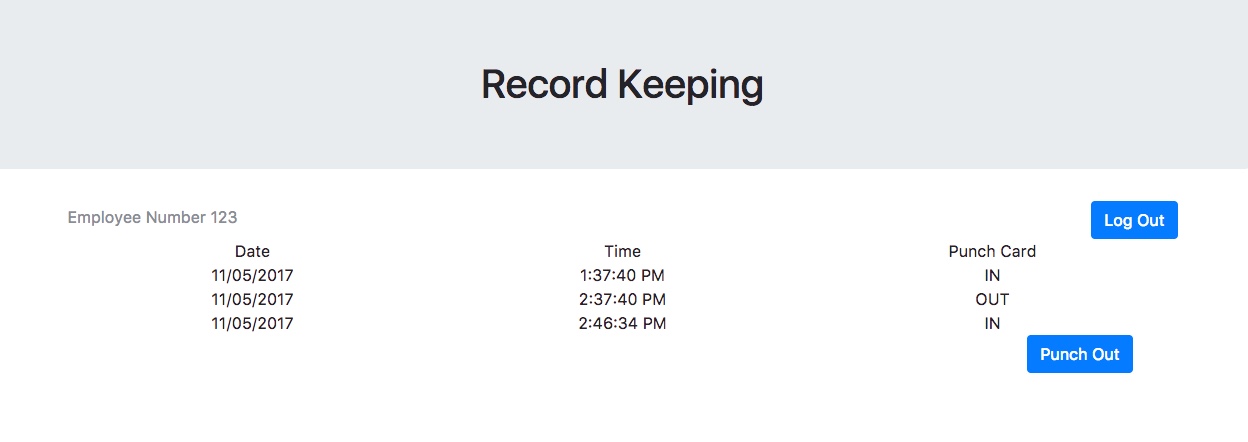 Record Keeping
Employee Number 123
Log Out
Date Time Punch Card
11/05/2017 1:37:40 PM IN
11/05/2017 2:37:40 PM OUT
11/05/2017 2:46:34 PM IN
Punch Out